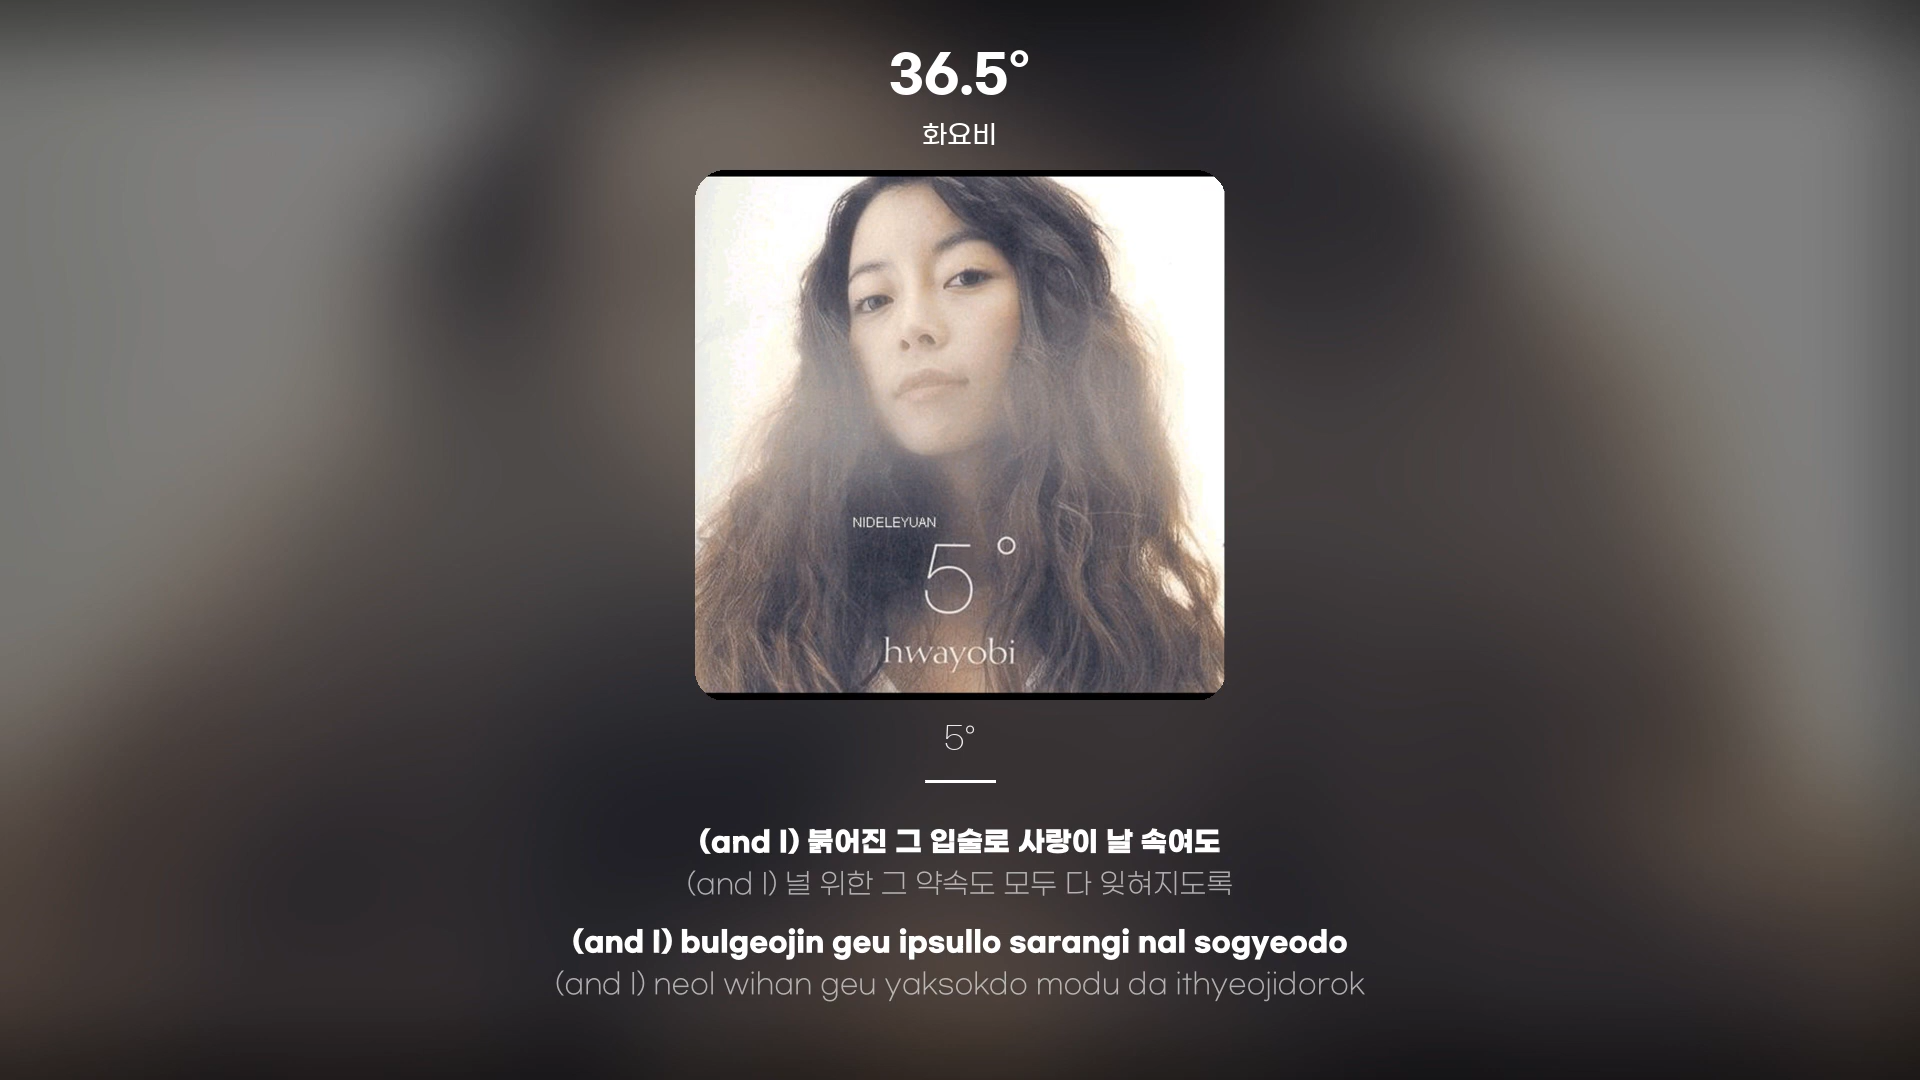 36.5°
화요비
NIDELEYUAN
5°
hwayobi
5°
(and I) 붉어진 그 입술로 사랑이 날 속여도
(and I) 널 위한 그 약속도 모두 다 잊혀지도록
(and I) bulgeojin geu ipsullo sarangi nal sogyeodo
(and I) neol wihan geu yaksokdo modu da ithyeojidorok